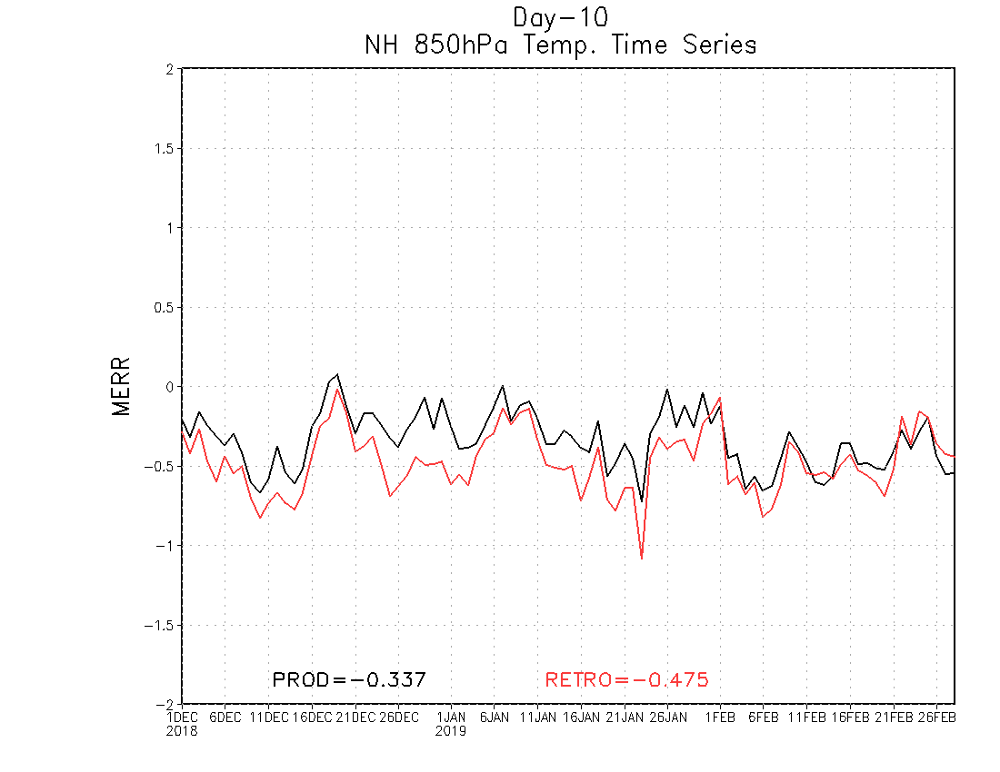 Day-10
NH 850hPa Temp. Time Series
2
1.5
1
0.5
0
-0.5
-1
-1.5
-2
MERR
PROD=-0.337 RETRO=-0.475
1DEC 6DEC 11DEC 16DEC 21DEC 26DEC 1JAN 6JAN 11JAN 16JAN 21JAN 26JAN 1FEB 6FEB 11FEB 16FEB 21FEB 26FEB
2018 2019